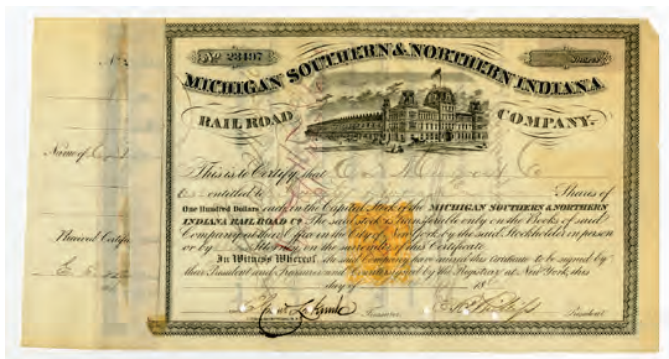 No 23497
Shares
MICHIGAN SOUTHERN & NORTHERN INDIANA
RAIL ROAD COMPANY.
Name of
This is to Certify that Co
entitled to Shares of
One Hundred Dollars each in the Capital Stock of the MICHIGAN SOUTHERN & NORTHERN
INDIANA RAIL ROAD Co. The said stock is transferable only on the Books of said
Company at their Office in the City of New York by the said Stockholder in person
or by Attorney on the surrender of this Certificate.
Received Certificate
In Witness Whereof the said Company have caused this Certificate to be signed by
their President and Treasurer and Countersigned by the Registrar at New York, this
day of 18
Treasurer President